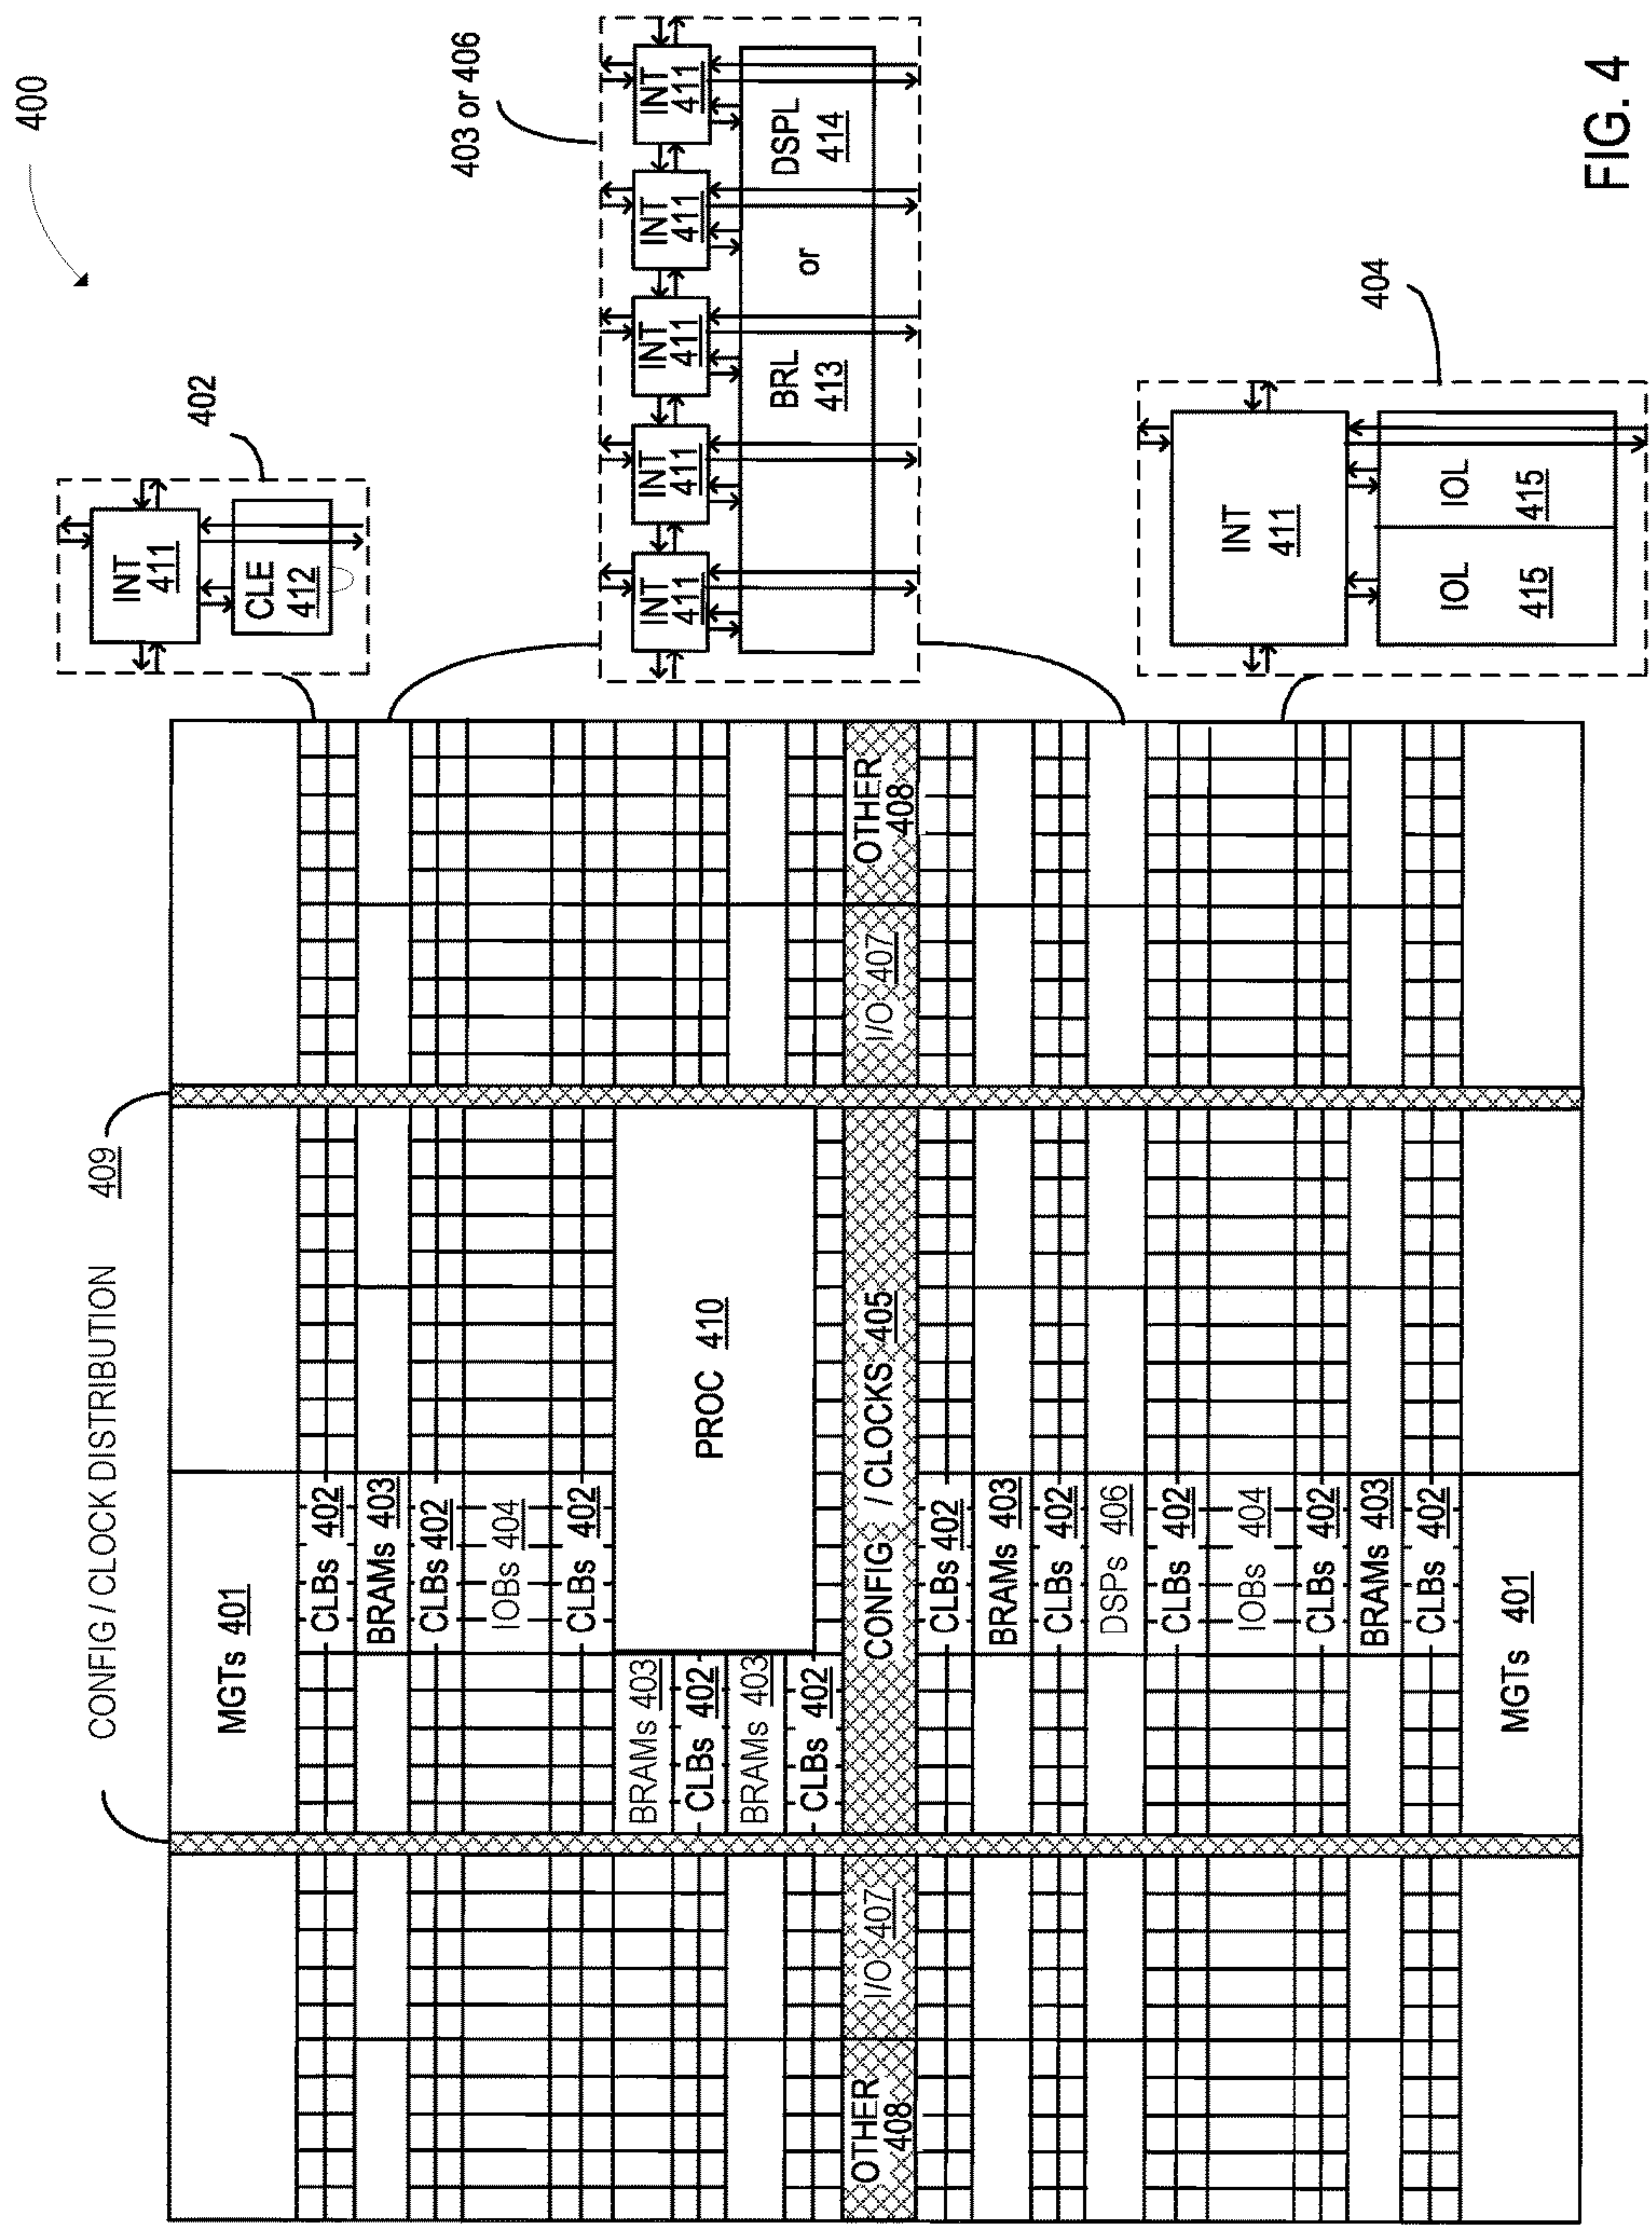 400
CONFIG / CLOCK DISTRIBUTION 409
MGTs 401
CLBs 402
BRAMs 403
CLBs 402
IOBs 404
CLBs 402
BRAMs 403
CLBs 402
BRAMs 403
CLBs 402
PROC 410
OTHER
408
I/O 407
CONFIG / CLOCKS 405
I/O 407
OTHER
408
CLBs 402
BRAMs 403
CLBs 402
DSPs 406
CLBs 402
IOBs 404
CLBs 402
BRAMs 403
CLBs 402
MGTs 401
402
INT
411
CLE
412
403 or 406
INT
411
INT
411
INT
411
INT
411
INT
411
BRL
413
or
DSPL
414
404
INT
411
IOL
415
IOL
415
FIG. 4